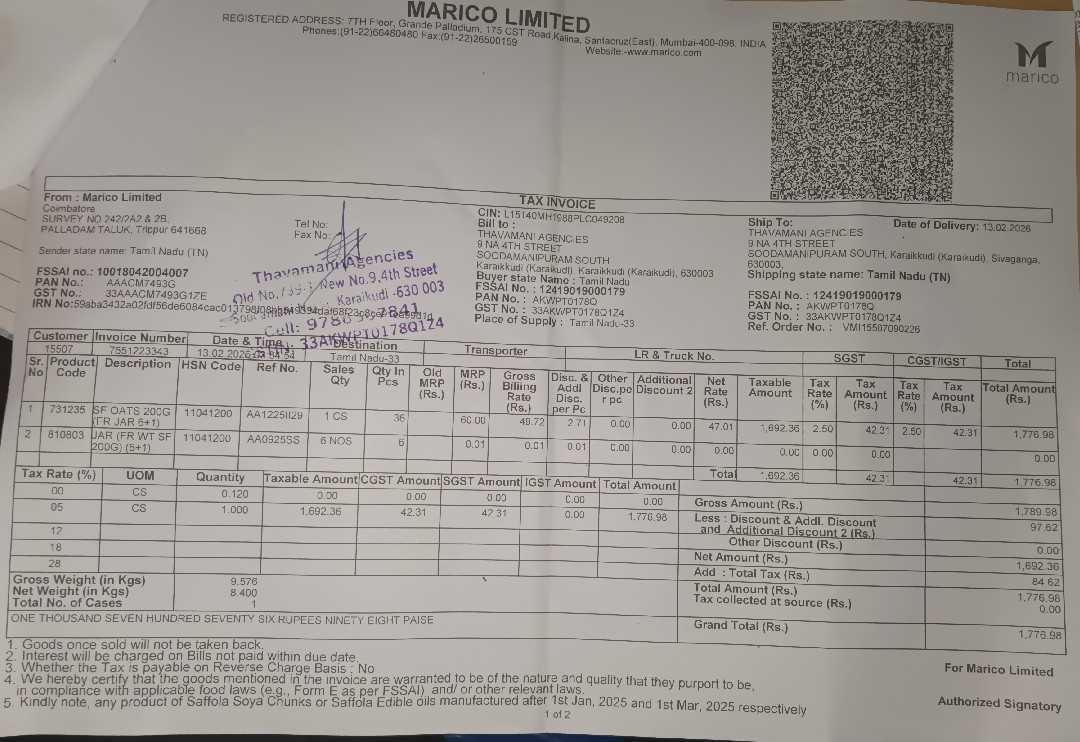 MARICO LIMITED
REGISTERED ADDRESS: 7TH Floor, Grande Palladium, 175 CST Road,Kalina, Santacruz(East), Mumbai-400-098, INDIA
Phones:(91-22)66480480 Fax:(91-22)26500159
Website:-www.marico.com
marico
TAX INVOICE
From : Marico Limited
Coimbatore
SURVEY NO 242/2A2 & 2B,
PALLADAM TALUK, Trippur 641668
Sender state name: Tamil Nadu (TN)
FSSAI no.: 10018042004007
PAN No.: AAACM7493G
GST No.: 33AAACM7493G1ZE
Tel No:
Fax No:
Thavamani Agencies
New No.9,4th Street
Karaikudi -630 003
Cell: 7841
33AKWPT0178Q1Z4
CIN: L15140MH1988PLC049208
Bill to :
THAVAMANI AGENCIES
9 NA 4TH STREET
SOODAMANIPURAM SOUTH
Karaikkudi (Karaikudi), Karaikkudi (Karaikudi), 630003
Buyer state Name : Tamil Nadu
FSSAI No. : 12419019000179
PAN No. : AKWPT0178Q
GST No. : 33AKWPT0178Q1Z4
Place of Supply : Tamil Nadu-33
Ship To:
Date of Delivery: 13.02.2026
THAVAMANI AGENCIES
9 NA 4TH STREET
SOODAMANIPURAM SOUTH, Karaikkudi (Karaikudi), Sivaganga,
630003,
Shipping state name: Tamil Nadu (TN)
FSSAI No. : 12419019000179
PAN No. : AKWPT0178Q
GST No. : 33AKWPT0178Q1Z4
Ref. Order No. : VMI15507090226
Customer Invoice Number Date & Time Destination Transporter LR & Truck No. SGST CGST/IGST Total
15507 7551223343 13.02.2026 Tamil Nadu-33
Sr. No Product Code Description HSN Code Ref No. Sales Qty Qty In Pcs Old MRP (Rs.) MRP (Rs.) Gross Billing Rate (Rs.) Disc. & Addl Disc. per Pc Other Disc.pe r pc Additional Discount 2 Net Rate (Rs.) Taxable Amount Tax Rate (%) Tax Amount (Rs.) Tax Rate (%) Tax Amount (Rs.) Total Amount (Rs.)
1 731235 SF OATS 200G (FR JAR 5+1) 11041200 AA1225II29 1 CS 36 60.00 49.72 2.71 0.00 0.00 47.01 1,692.36 2.50 42.31 2.50 42.31 1,776.98
2 810803 JAR (FR WT SF 200G) (5+1) 11041200 AA0925SS 6 NOS 6 0.01 0.01 0.01 0.00 0.00 0.00 0.00 0.00 0.00 0.00
Total 1,692.36 42.31 42.31 1,776.98
Tax Rate (%) UOM Quantity Taxable Amount CGST Amount SGST Amount IGST Amount Total Amount
00 CS 0.120 0.00 0.00 0.00 0.00 0.00
05 CS 1.000 1,692.36 42.31 42.31 0.00 1,776.98
12
18
28
Gross Amount (Rs.) 1,789.98
Less : Discount & Addl. Discount and Additional Discount 2 (Rs.) 97.62
Other Discount (Rs.) 0.00
Net Amount (Rs.) 1,692.36
Add : Total Tax (Rs.) 84.62
Total Amount (Rs.) 1,776.98
Tax collected at source (Rs.) 0.00
Grand Total (Rs.) 1,776.98
Gross Weight (in Kgs) 9.576
Net Weight (in Kgs) 8.400
Total No. of Cases 1
ONE THOUSAND SEVEN HUNDRED SEVENTY SIX RUPEES NINETY EIGHT PAISE
1. Goods once sold will not be taken back.
2. Interest will be charged on Bills not paid within due date.
3. Whether the Tax is payable on Reverse Charge Basis : No
4. We hereby certify that the goods mentioned in the invoice are warranted to be of the nature and quality that they purport to be,
in compliance with applicable food laws (e.g., Form E as per FSSAI) and/ or other relevant laws.
5. Kindly note, any product of Saffola Soya Chunks or Saffola Edible oils manufactured after 1st Jan, 2025 and 1st Mar, 2025 respectively
For Marico Limited
Authorized Signatory
1 of 2